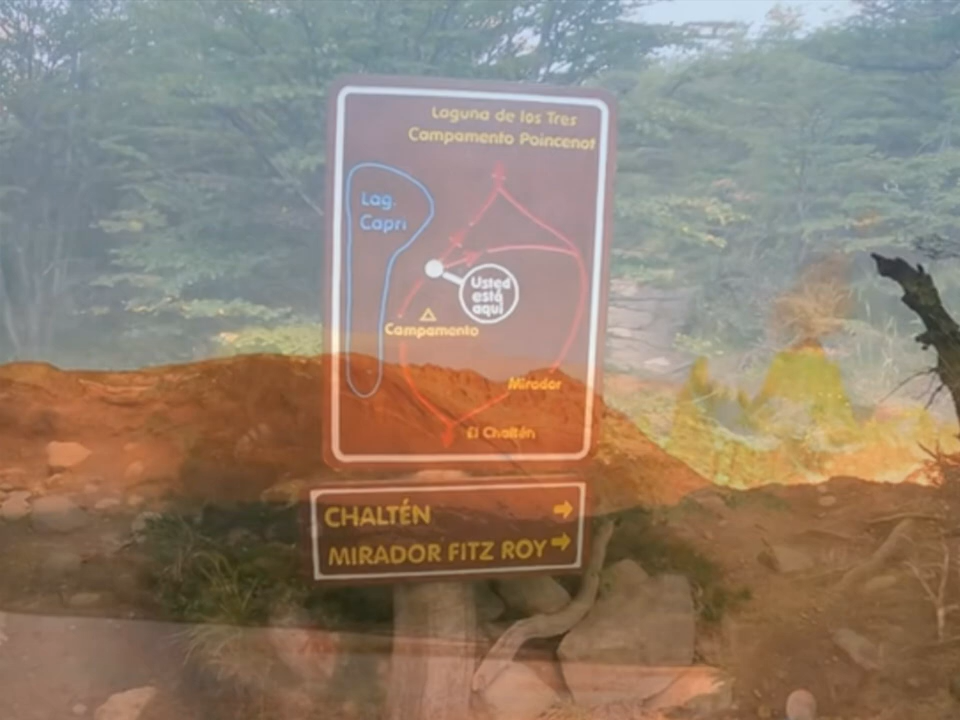 Laguna de los Tres
Campamento Poincenot
Lag.
Capri
Usted
está
aquí
Campamento
Mirador
El Chaltén
CHALTÉN
MIRADOR FITZ ROY